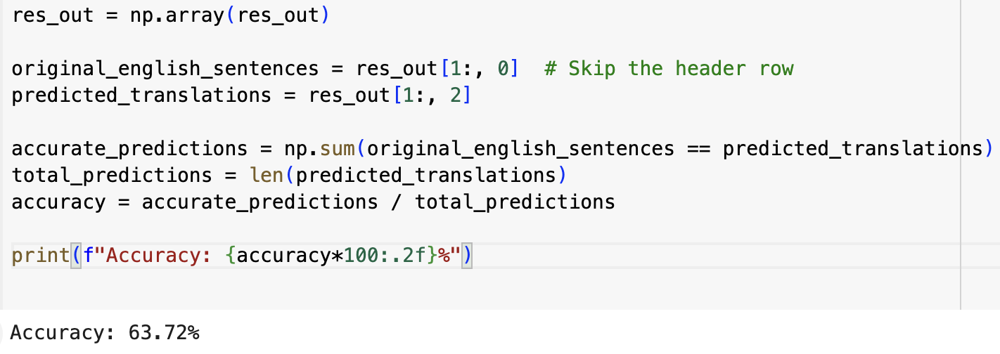 res_out = np.array(res_out)
original_english_sentences = res_out[1:, 0]  # Skip the header row
predicted_translations = res_out[1:, 2]
accurate_predictions = np.sum(original_english_sentences == predicted_translations)
total_predictions = len(predicted_translations)
accuracy = accurate_predictions / total_predictions
print(f"Accuracy: {accuracy*100:.2f}%")
Accuracy: 63.72%